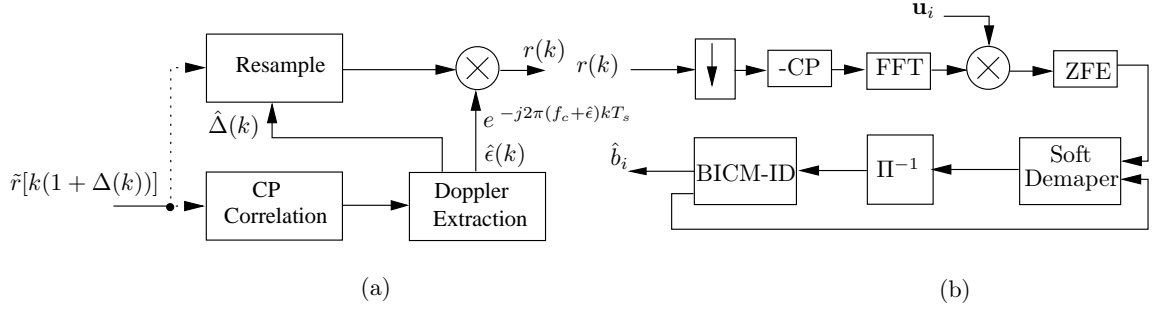 Resample
r(k)
Δ̂(k)
e^{-j2π(f_c+ε̂)kT_s}
ε̂(k)
r̃[k(1 + Δ(k))]
CP
Correlation
Doppler
Extraction
(a)
u_i
r(k)
-CP
FFT
ZFE
b̂_i
BICM-ID
Π^{-1}
Soft
Demaper
(b)